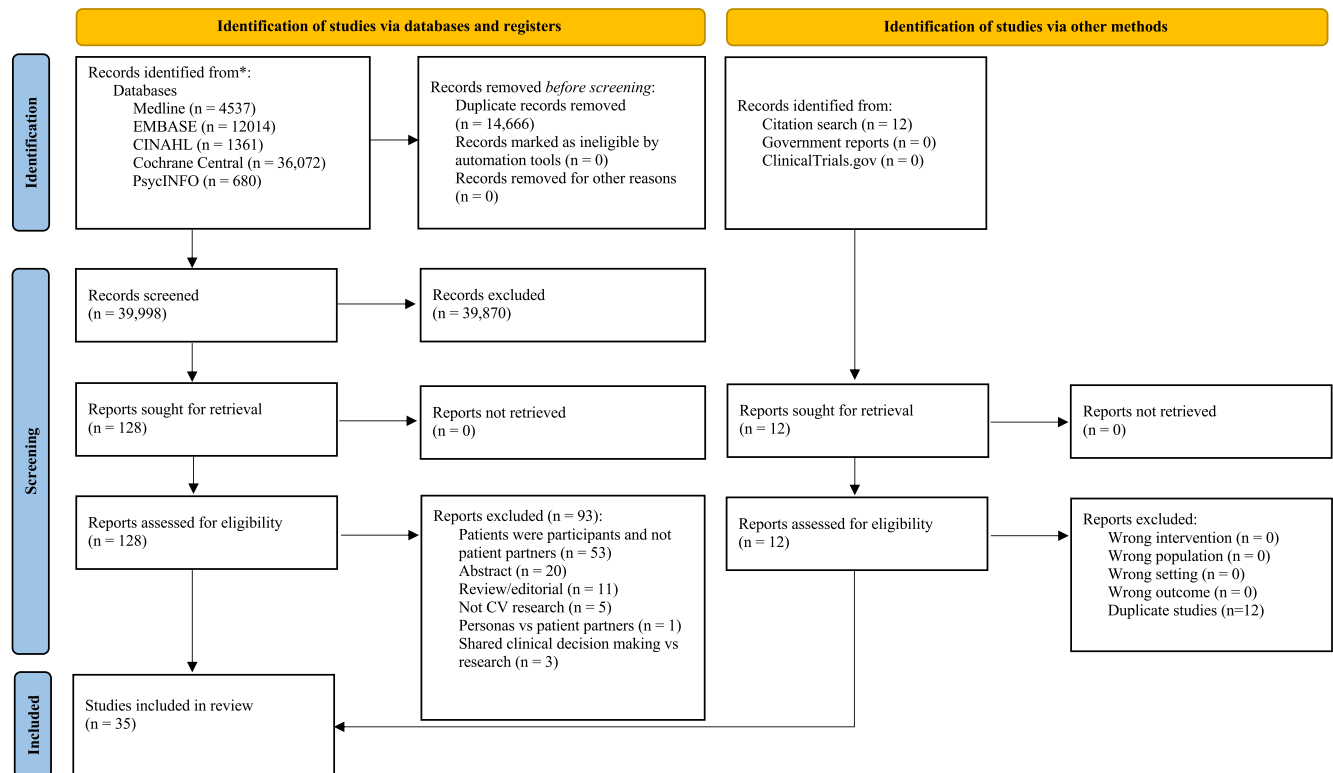 Identification of studies via databases and registers
Identification of studies via other methods
Identification
Records identified from*:
Databases
Medline (n = 4537)
EMBASE (n = 12014)
CINAHL (n = 1361)
Cochrane Central (n = 36,072)
PsycINFO (n = 680)
Records removed before screening:
Duplicate records removed
(n = 14,666)
Records marked as ineligible by
automation tools (n = 0)
Records removed for other reasons
(n = 0)
Records identified from:
Citation search (n = 12)
Government reports (n = 0)
ClinicalTrials.gov (n = 0)
Screening
Records screened
(n = 39,998)
Records excluded
(n = 39,870)
Reports sought for retrieval
(n = 128)
Reports not retrieved
(n = 0)
Reports sought for retrieval
(n = 12)
Reports not retrieved
(n = 0)
Reports assessed for eligibility
(n = 128)
Reports excluded (n = 93):
Patients were participants and not
patient partners (n = 53)
Abstract (n = 20)
Review/editorial (n = 11)
Not CV research (n = 5)
Personas vs patient partners (n = 1)
Shared clinical decision making vs
research (n = 3)
Reports assessed for eligibility
(n = 12)
Reports excluded:
Wrong intervention (n = 0)
Wrong population (n = 0)
Wrong setting (n = 0)
Wrong outcome (n = 0)
Duplicate studies (n=12)
Included
Studies included in review
(n = 35)